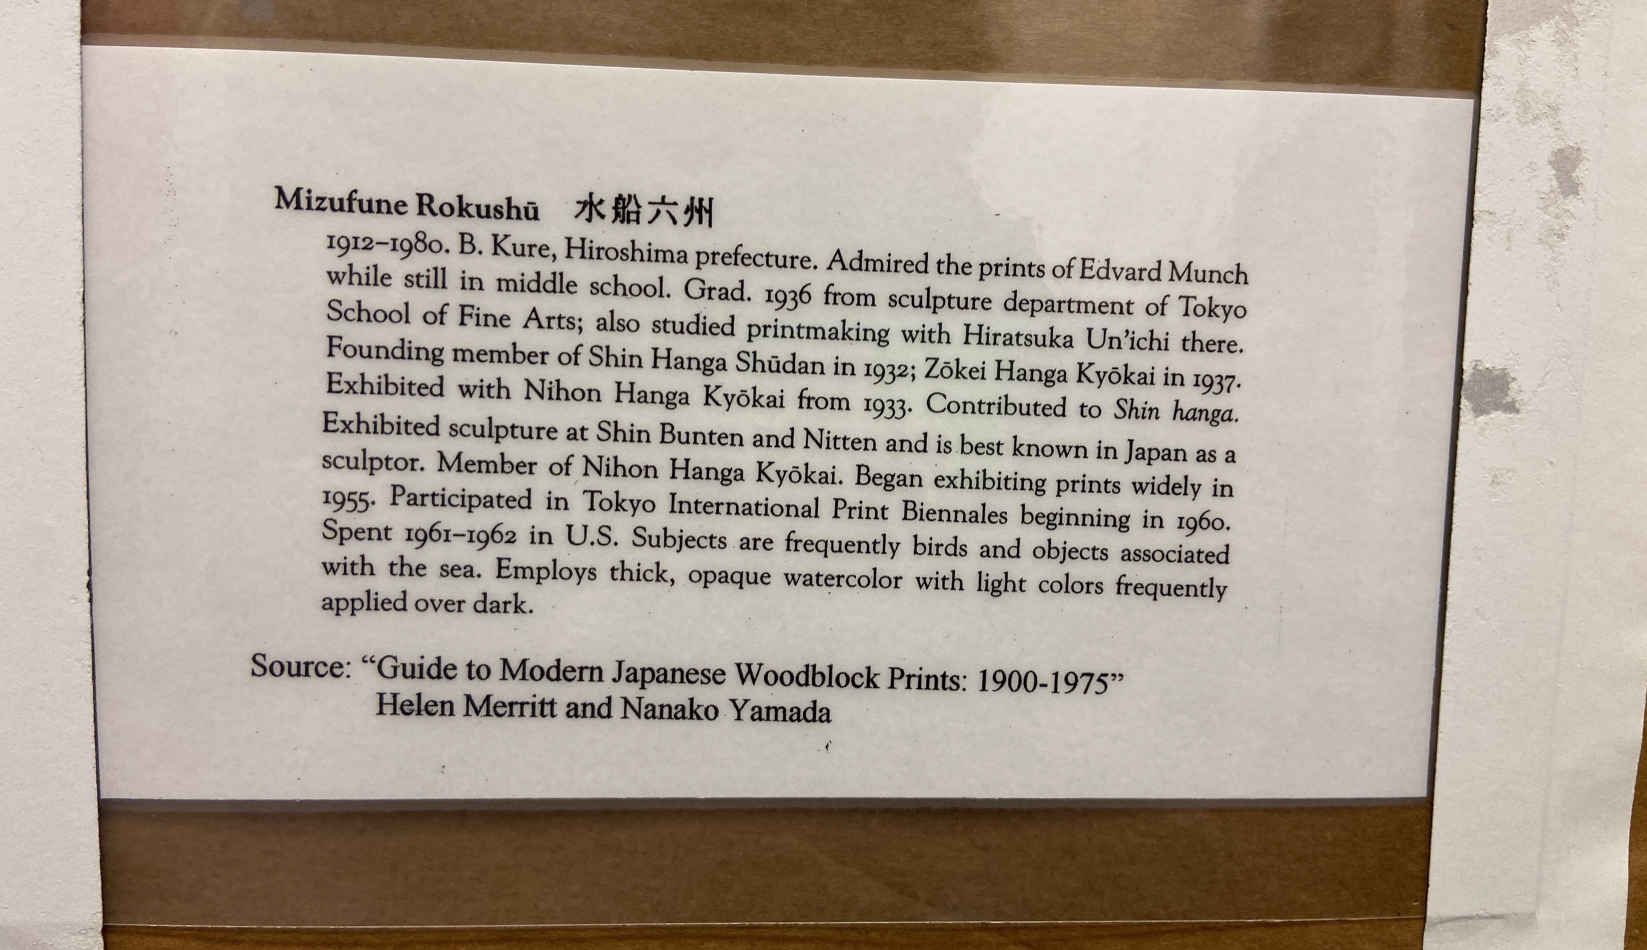 Mizufune Rokushū 水船六州
1912–1980. B. Kure, Hiroshima prefecture. Admired the prints of Edvard Munch
while still in middle school. Grad. 1936 from sculpture department of Tokyo
School of Fine Arts; also studied printmaking with Hiratsuka Un’ichi there.
Founding member of Shin Hanga Shūdan in 1932; Zōkei Hanga Kyōkai in 1937.
Exhibited with Nihon Hanga Kyōkai from 1933. Contributed to Shin hanga.
Exhibited sculpture at Shin Bunten and Nitten and is best known in Japan as a
sculptor. Member of Nihon Hanga Kyōkai. Began exhibiting prints widely in
1955. Participated in Tokyo International Print Biennales beginning in 1960.
Spent 1961–1962 in U.S. Subjects are frequently birds and objects associated
with the sea. Employs thick, opaque watercolor with light colors frequently
applied over dark.
Source: “Guide to Modern Japanese Woodblock Prints: 1900-1975”
Helen Merritt and Nanako Yamada